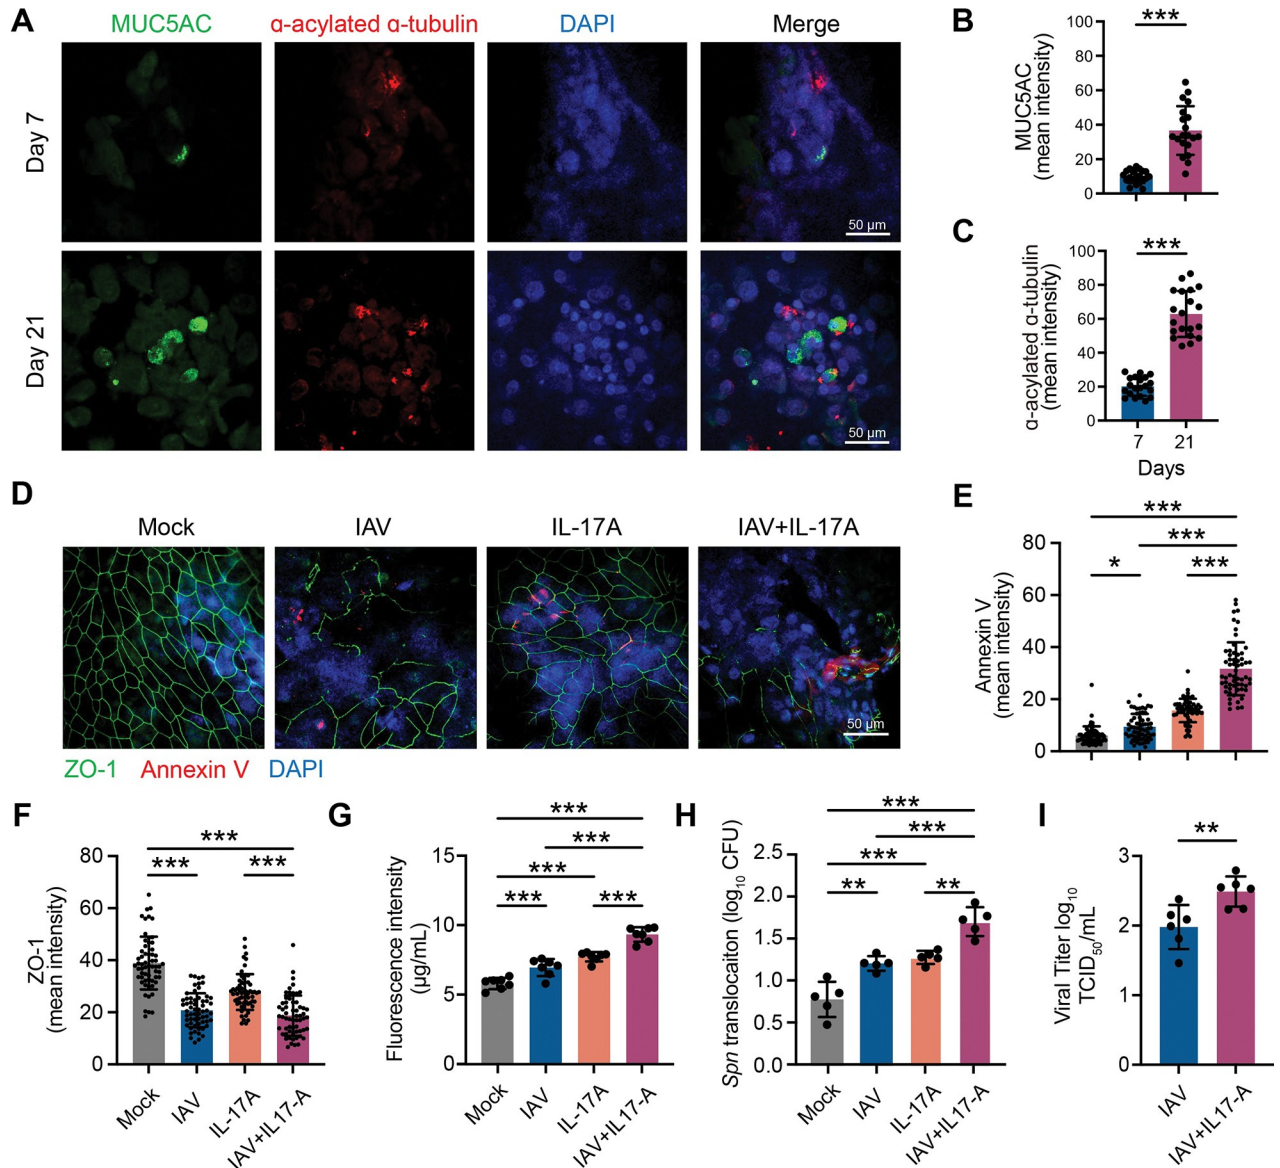 A
MUC5AC
α-acylated α-tubulin
DAPI
Merge
Day 7
50 µm
Day 21
50 µm
B
***
MUC5AC
(mean intensity)
100
80
60
40
20
0
C
***
α-acylated α-tubulin
(mean intensity)
100
80
60
40
20
0
7
21
Days
D
Mock
IAV
IL-17A
IAV+IL-17A
50 µm
ZO-1 Annexin V DAPI
E
***
***
* ***
Annexin V
(mean intensity)
80
60
40
20
0
F
***
*** ***
ZO-1
(mean intensity)
80
60
40
20
0
Mock
IAV
IL-17A
IAV+IL17-A
G
***
***
***
*** ***
Fluorescence intensity
(µg/mL)
15
10
5
0
Mock
IAV
IL-17A
IAV+IL17-A
H
***
***
***
** **
Spn translocaiton (log10 CFU)
2.5
2.0
1.5
1.0
0.5
0.0
Mock
IAV
IL-17A
IAV+IL17-A
I
**
Viral Titer log10
TCID50/mL
3
2
1
0
IAV
IAV+IL17-A